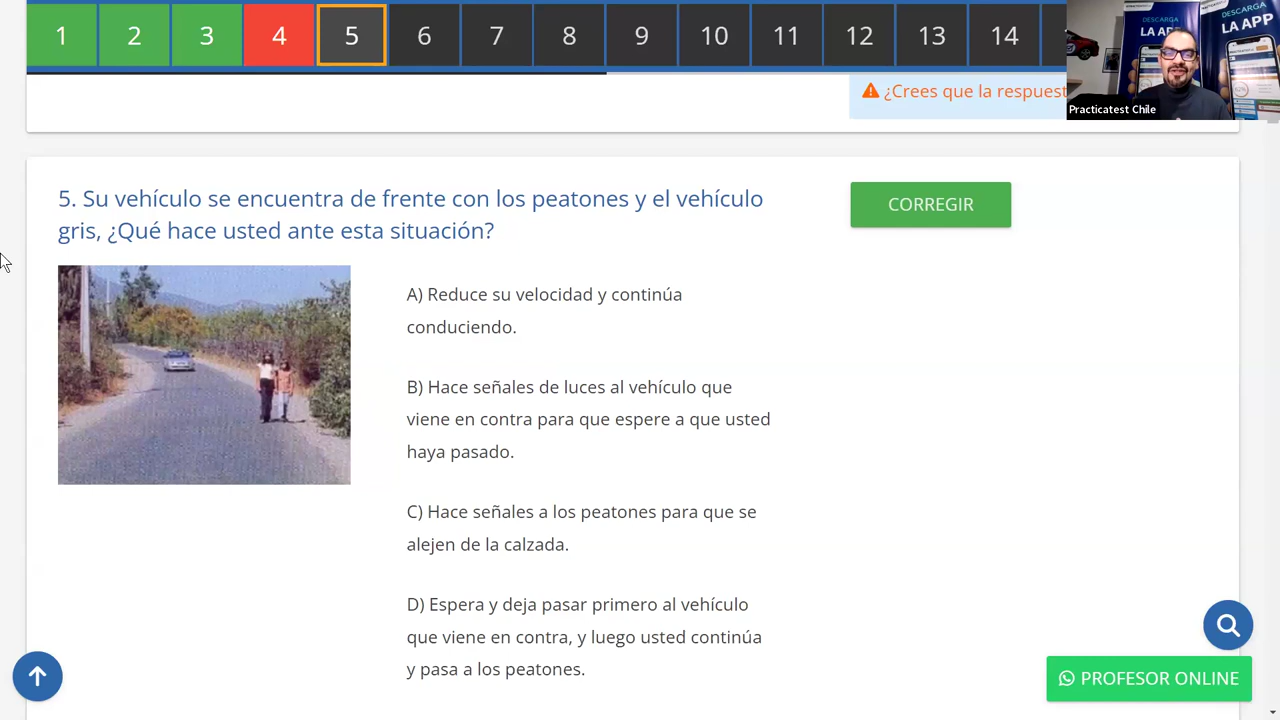 1 2 3 4 5 6 7 8 9 10 11 12 13 14
DESCARGA
LA APP
DESCARGA
LA APP
¿Crees que la respuest
Practicatest Chile
5. Su vehículo se encuentra de frente con los peatones y el vehículo
gris, ¿Qué hace usted ante esta situación?
CORREGIR
A) Reduce su velocidad y continúa
conduciendo.
B) Hace señales de luces al vehículo que
viene en contra para que espere a que usted
haya pasado.
C) Hace señales a los peatones para que se
alejen de la calzada.
D) Espera y deja pasar primero al vehículo
que viene en contra, y luego usted continúa
y pasa a los peatones.
PROFESOR ONLINE